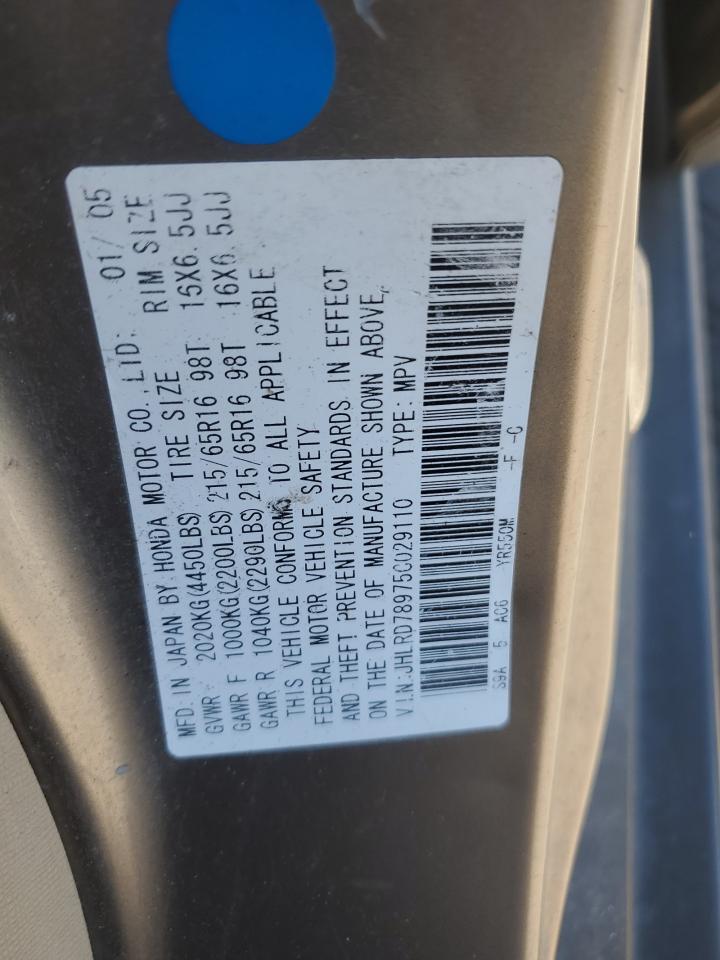 MFD. IN JAPAN BY HONDA MOTOR CO.,LTD. 01/ 05
GVWR 2020KG(4450LBS) TIRE SIZE RIM SIZE
GAWR F 1000KG(2200LBS) 215/65R16 98T 16X6.5JJ
GAWR R 1040KG(2290LBS) 215/65R16 98T 16X6.5JJ
THIS VEHICLE CONFORMS TO ALL APPLICABLE
FEDERAL MOTOR VEHICLE SAFETY
AND THEFT PREVENTION STANDARDS IN EFFECT
ON THE DATE OF MANUFACTURE SHOWN ABOVE,
V.I.N.:JHLRD78975C029110 TYPE: MPV
S9A 5 AC6 YR550M -F -C